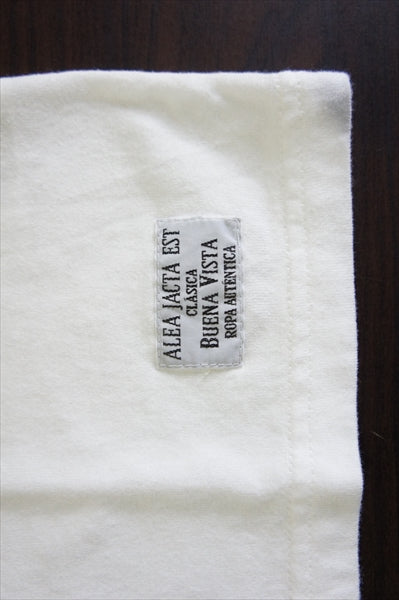 ALEA JACTA EST
CLÁSICA
BUENA VISTA
ROPA AUTÉNTICA